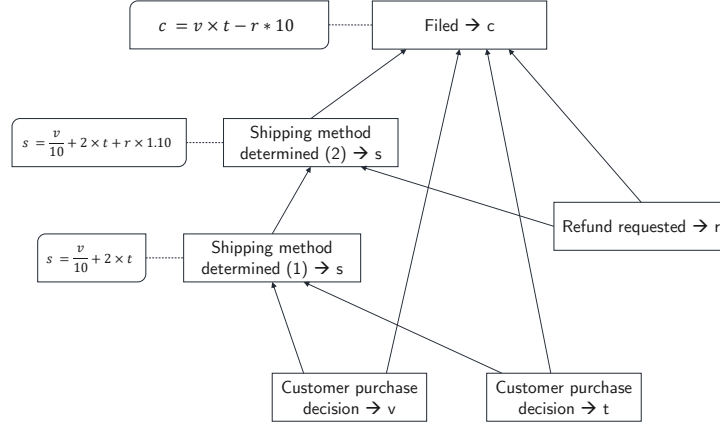 c = v × t − r * 10
Filed → c
s = v/10 + 2 × t + r × 1.10
Shipping method
determined (2) → s
Refund requested → r
s = v/10 + 2 × t
Shipping method
determined (1) → s
Customer purchase
decision → v
Customer purchase
decision → t